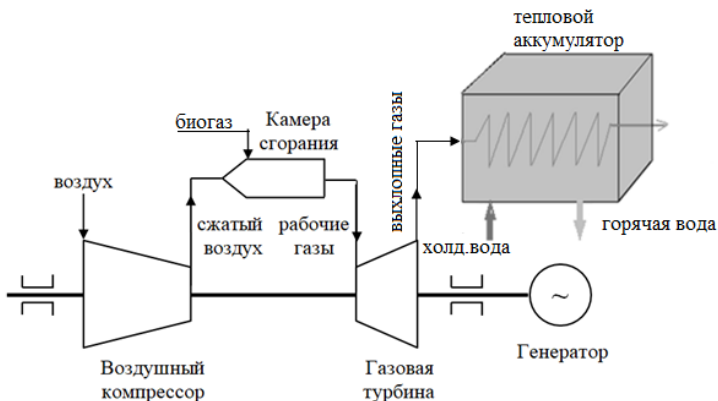 тепловой
аккумулятор
биогаз
Камера
сгорания
выхлопные газы
воздух
сжатый
воздух
рабочие
газы
холд.вода
горячая вода
~
Воздушный
компрессор
Газовая
турбина
Генератор